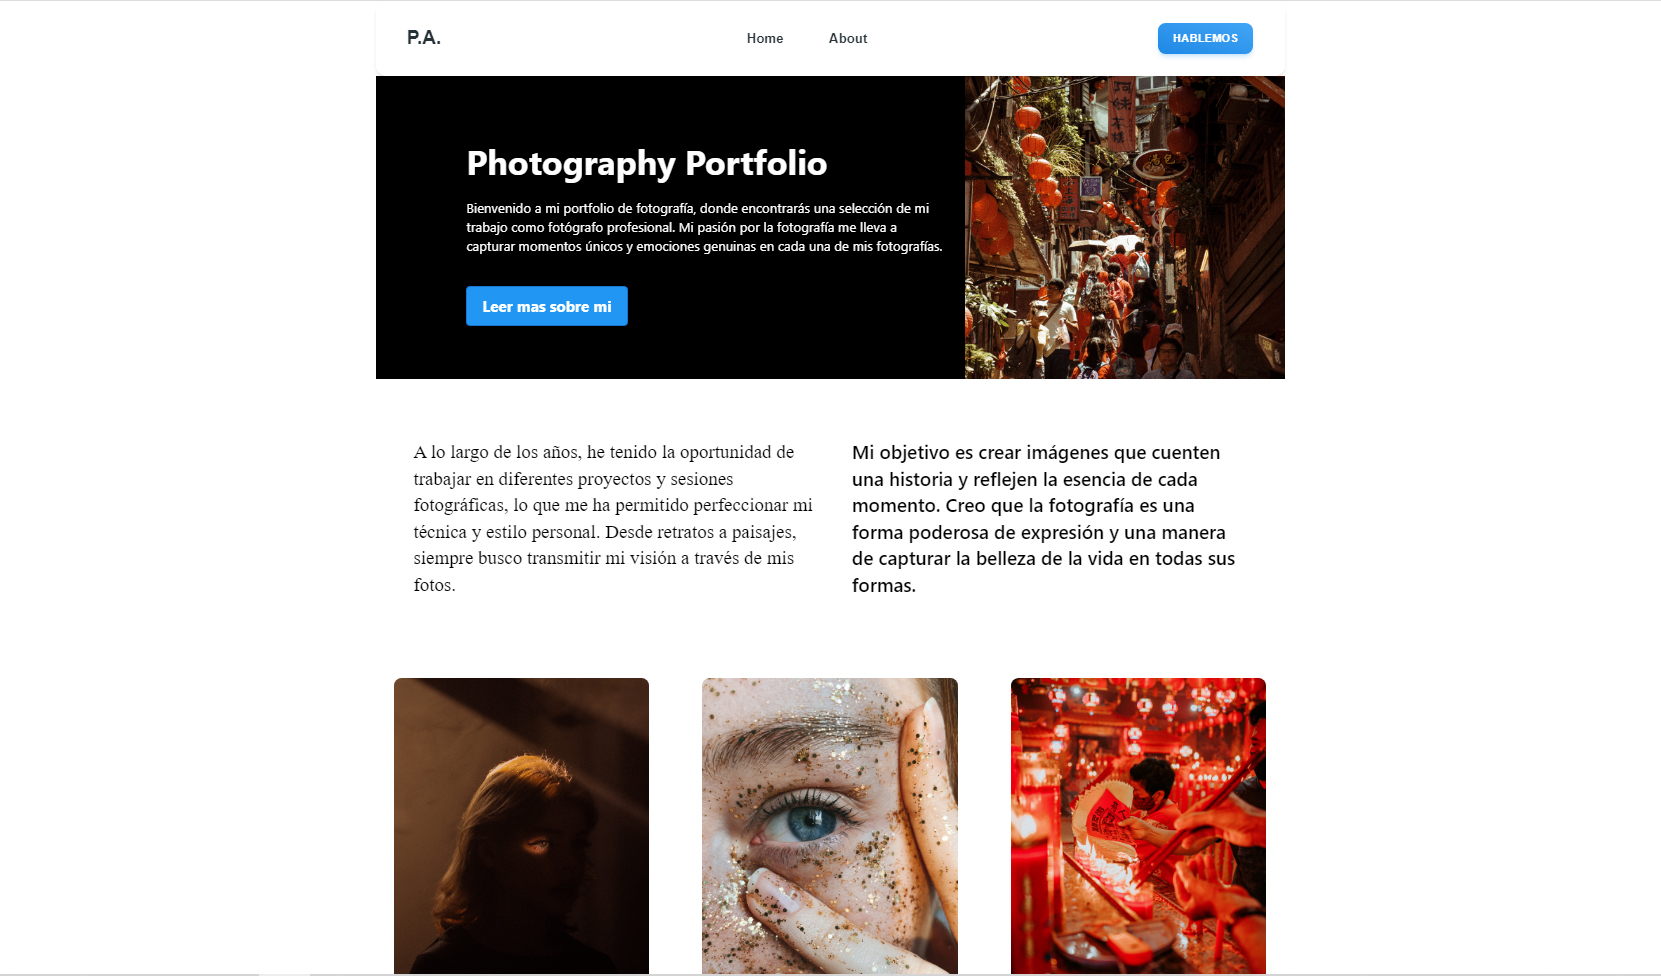 P.A.
Home
About
HABLEMOS
Photography Portfolio
Bienvenido a mi portfolio de fotografía, donde encontrarás una selección de mi
trabajo como fotógrafo profesional. Mi pasión por la fotografía me lleva a
capturar momentos únicos y emociones genuinas en cada una de mis fotografías.
Leer mas sobre mi
A lo largo de los años, he tenido la oportunidad de
trabajar en diferentes proyectos y sesiones
fotográficas, lo que me ha permitido perfeccionar mi
técnica y estilo personal. Desde retratos a paisajes,
siempre busco transmitir mi visión a través de mis
fotos.
Mi objetivo es crear imágenes que cuenten
una historia y reflejen la esencia de cada
momento. Creo que la fotografía es una
forma poderosa de expresión y una manera
de capturar la belleza de la vida en todas sus
formas.